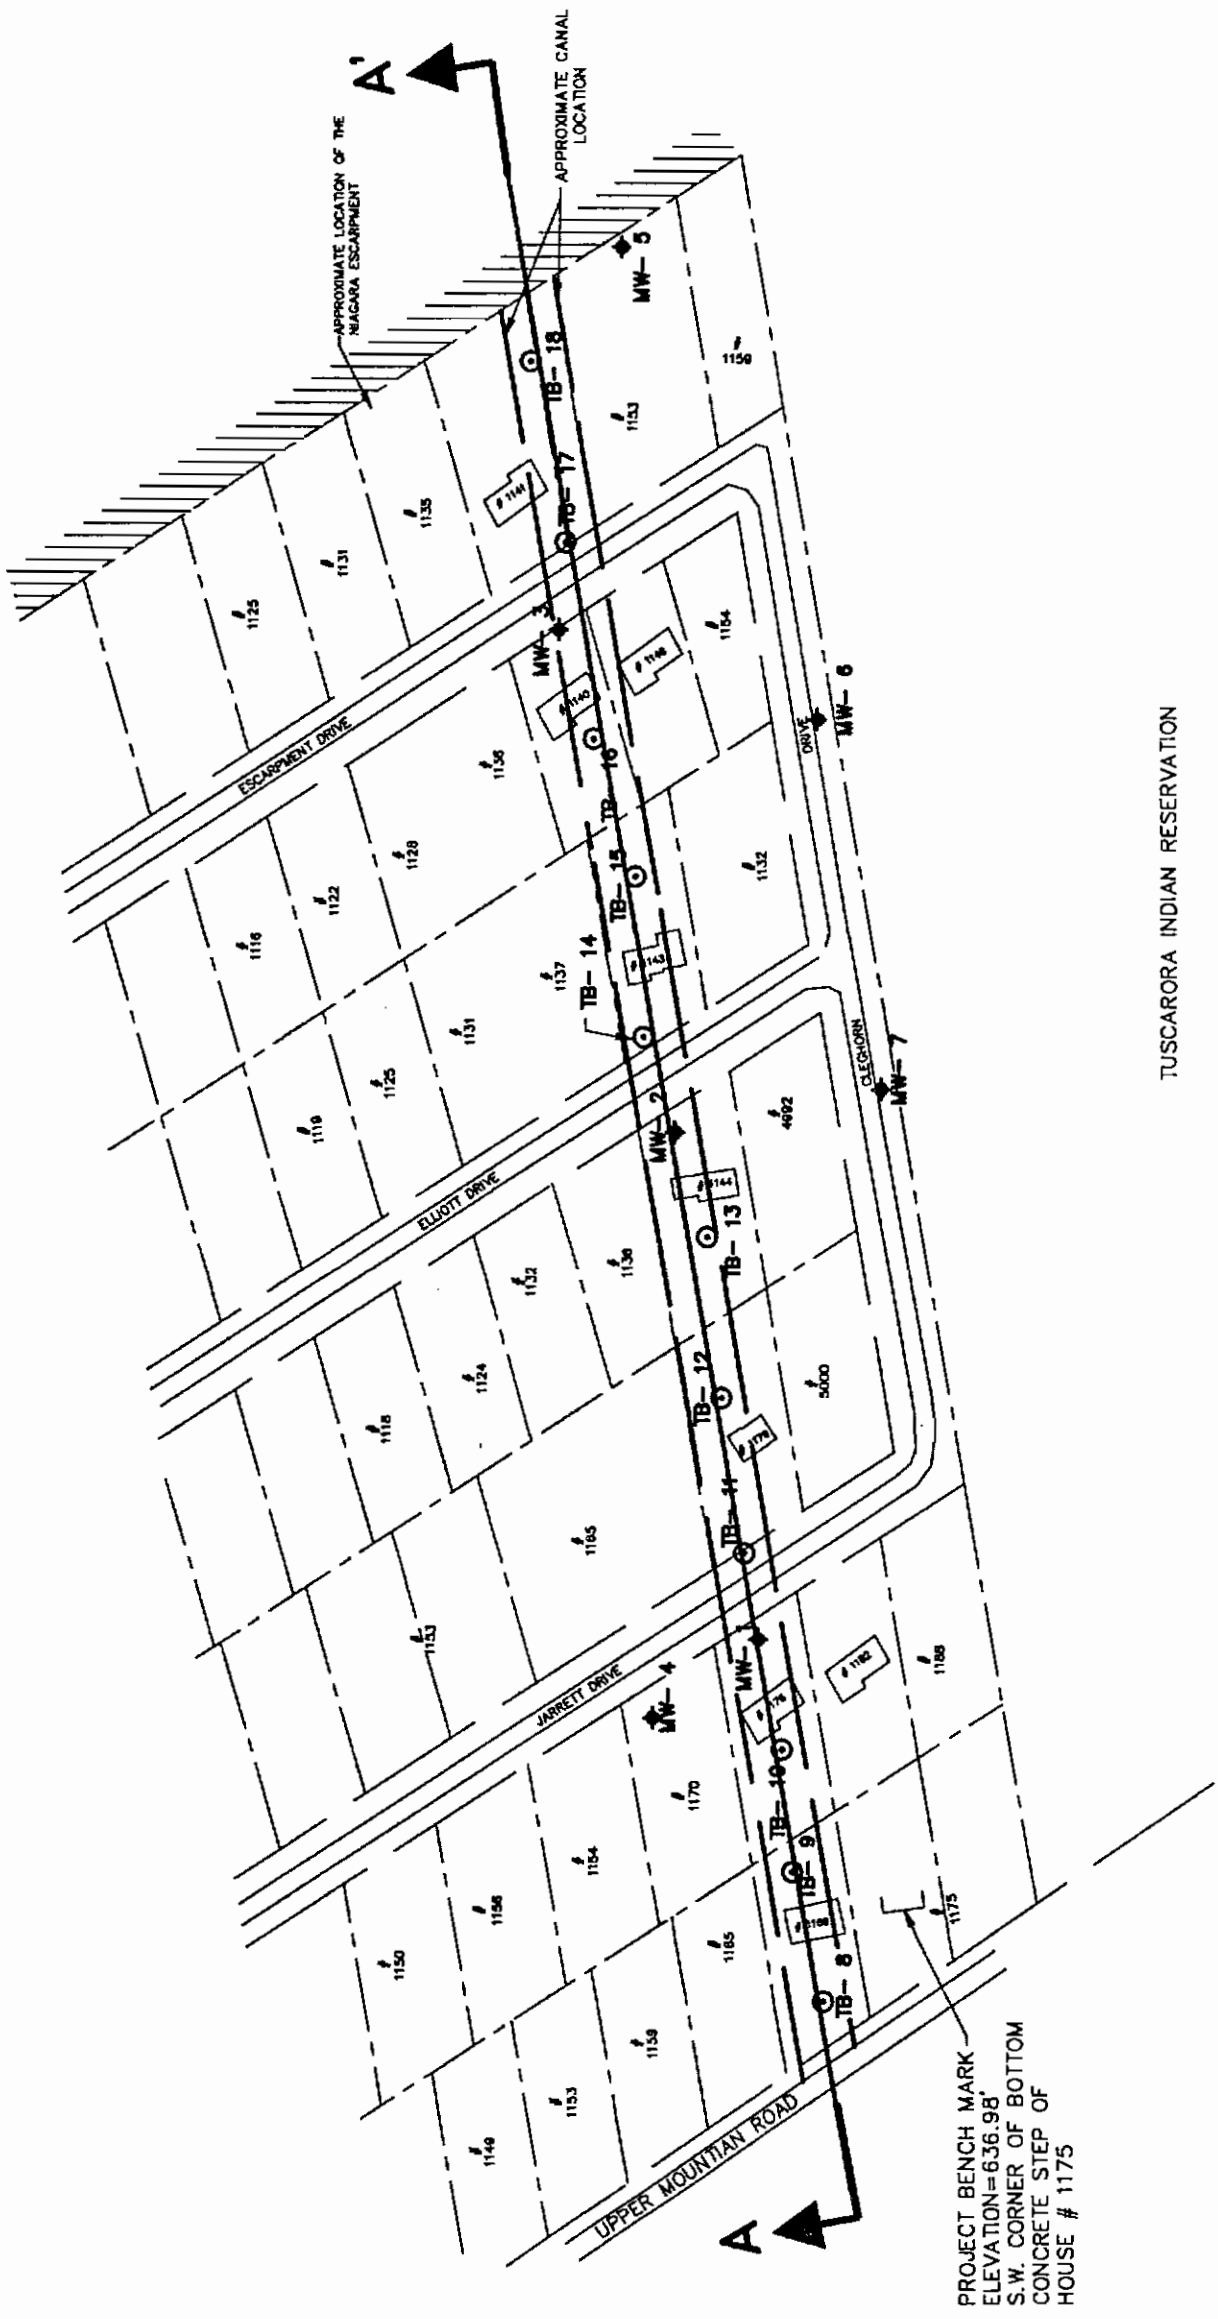 A'
APPROXIMATE CANAL
LOCATION
APPROXIMATE LOCATION OF THE
NIAGARA ESCARPMENT
MW- 5
TB- 18
# 1159
# 1153
# 1141
TB- 17
# 1135
# 1131
# 1125
ESCARPMENT DRIVE
MW- 3
# 1140
# 1146
# 1154
TB- 16
# 1136
# 1128
# 1122
# 1116
DRIVE
MW- 6
# 1132
TB- 15
# 1143
TB- 14
# 1137
# 1131
# 1125
# 1119
ELLIOTT DRIVE
MW- 2
# 4992
CLEGHORN
MW- 7
# 1144
TB- 13
# 1138
# 1132
# 1124
# 1118
TB- 12
# 5000
# 1179
TB- 11
# 1165
# 1153
JARRETT DRIVE
MW- 1
MW- 4
# 1176
# 1182
# 1188
TB- 10
# 1170
# 1164
# 1156
# 1150
TB- 9
# 1169
# 1175
TB- 8
# 1165
# 1159
# 1153
# 1149
UPPER MOUNTIAN ROAD
A
PROJECT BENCH MARK
ELEVATION=636.98'
S.W. CORNER OF BOTTOM
CONCRETE STEP OF
HOUSE # 1175
TUSCARORA INDIAN RESERVATION